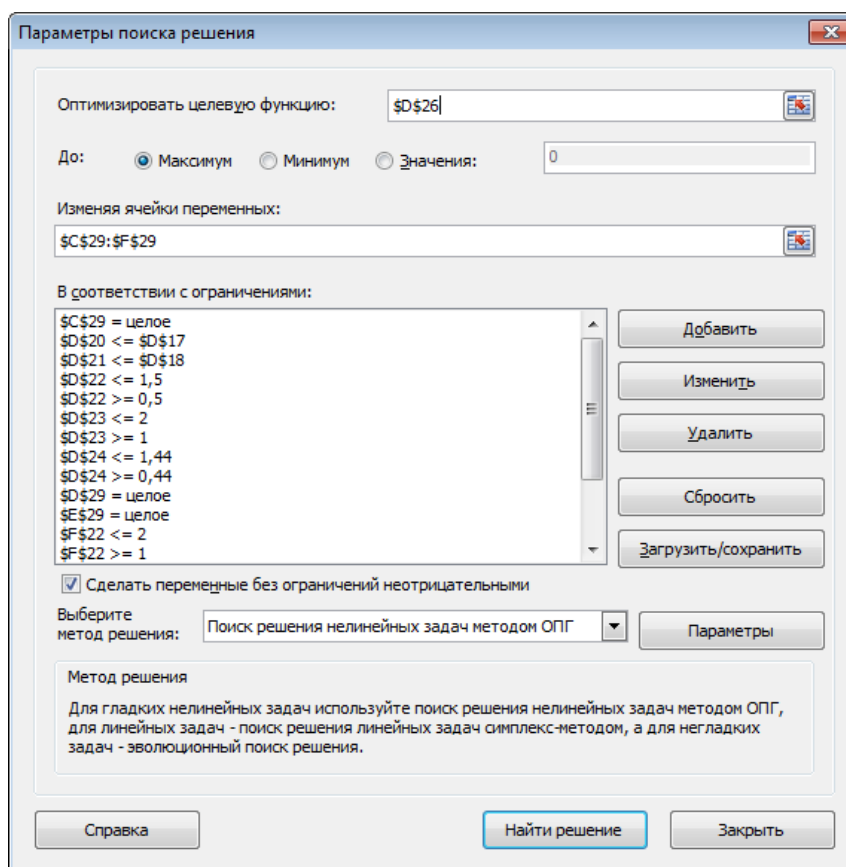 Параметры поиска решения
Оптимизировать целевую функцию: $D$26
До: Максимум Минимум Значения: 0
Изменяя ячейки переменных:
$C$29:$F$29
В соответствии с ограничениями:
$C$29 = целое
$D$20 <= $D$17
$D$21 <= $D$18
$D$22 <= 1,5
$D$22 >= 0,5
$D$23 <= 2
$D$23 >= 1
$D$24 <= 1,44
$D$24 >= 0,44
$D$29 = целое
$E$29 = целое
$F$22 <= 2
$F$22 >= 1
Добавить
Изменить
Удалить
Сбросить
Загрузить/сохранить
Сделать переменные без ограничений неотрицательными
Выберите
метод решения:
Поиск решения нелинейных задач методом ОПГ
Параметры
Метод решения
Для гладких нелинейных задач используйте поиск решения нелинейных задач методом ОПГ,
для линейных задач - поиск решения линейных задач симплекс-методом, а для негладких
задач - эволюционный поиск решения.
Справка
Найти решение
Закрыть